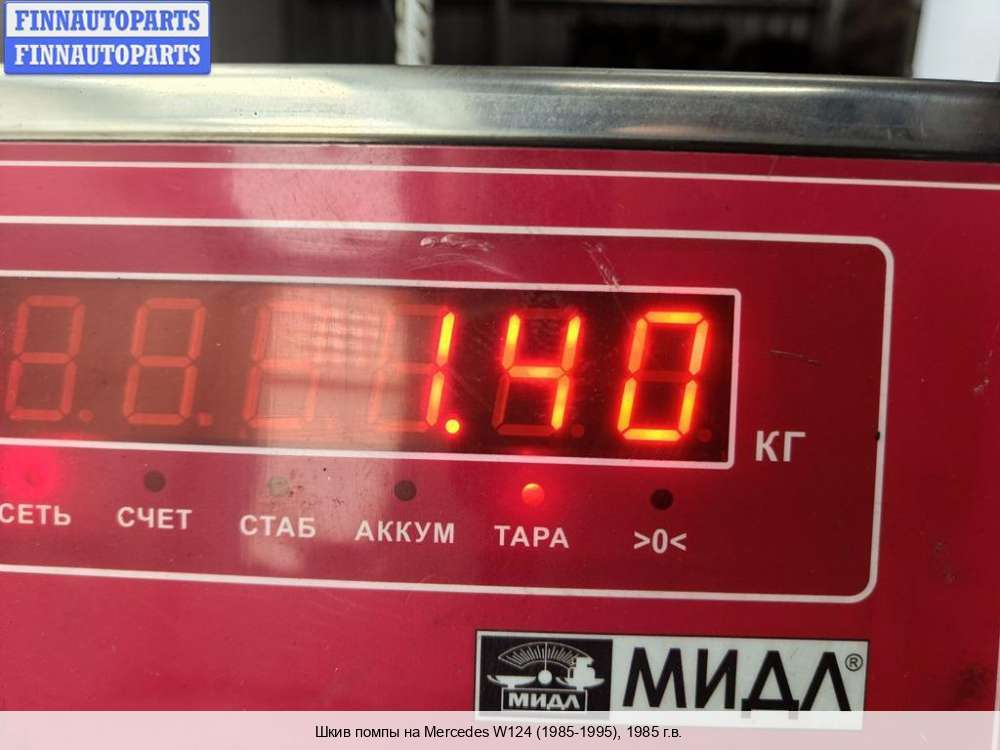 FINNAUTOPARTS
FINNAUTOPARTS
1.40
КГ
СЕТЬ СЧЕТ СТАБ АККУМ ТАРА >0<
МИДЛ МИДЛ®
Шкив помпы на Mercedes W124 (1985-1995), 1985 г.в.